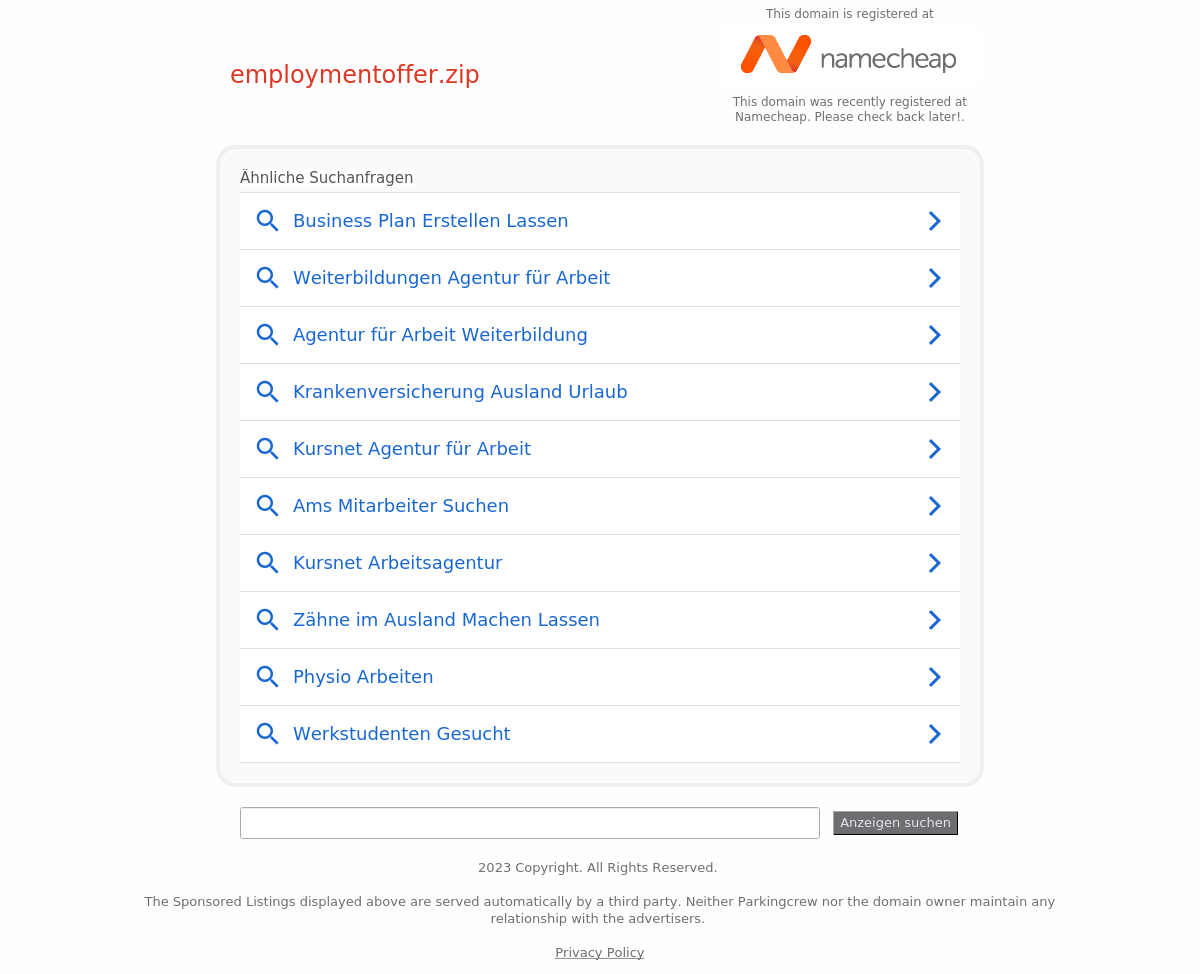 This domain is registered at
namecheap
employmentoffer.zip
This domain was recently registered at
Namecheap. Please check back later!.
Ähnliche Suchanfragen
Business Plan Erstellen Lassen
Weiterbildungen Agentur für Arbeit
Agentur für Arbeit Weiterbildung
Krankenversicherung Ausland Urlaub
Kursnet Agentur für Arbeit
Ams Mitarbeiter Suchen
Kursnet Arbeitsagentur
Zähne im Ausland Machen Lassen
Physio Arbeiten
Werkstudenten Gesucht
Anzeigen suchen
2023 Copyright. All Rights Reserved.
The Sponsored Listings displayed above are served automatically by a third party. Neither Parkingcrew nor the domain owner maintain any
relationship with the advertisers.
Privacy Policy